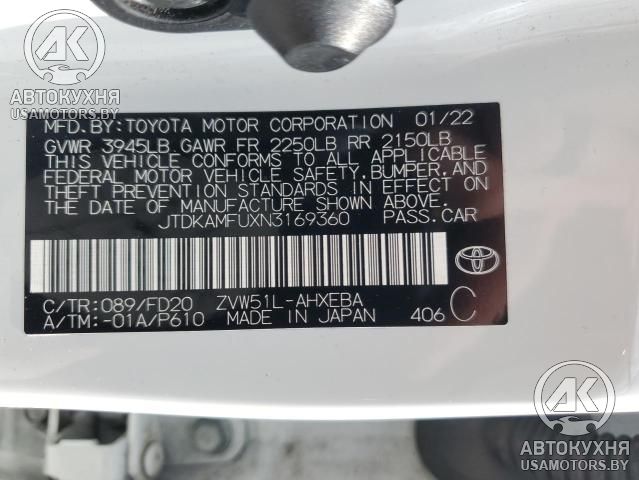 АВТОКУХНЯ
USAMOTORS.BY
MFD.BY:TOYOTA MOTOR CORPORATION 01/22
GVWR 3945LB GAWR FR 2250LB RR 2150LB
THIS VEHICLE CONFORMS TO ALL APPLICABLE
FEDERAL MOTOR VEHICLE SAFETY,BUMPER,AND
THEFT PREVENTION STANDARDS IN EFFECT ON
THE DATE OF MANUFACTURE SHOWN ABOVE.
JTDKAMFUXN3169360 PASS.CAR
TOYOTA
C/TR:089/FD20 ZVW51L-AHXEBA
A/TM:-01A/P610 MADE IN JAPAN 406 C
АК
АВТОКУХНЯ
USAMOTORS.BY